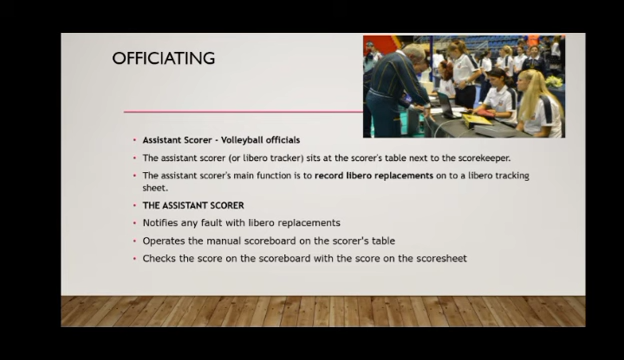 OFFICIATING
• Assistant Scorer - Volleyball officials
• The assistant scorer (or libero tracker) sits at the scorer's table next to the scorekeeper.
• The assistant scorer's main function is to record libero replacements on to a libero tracking
sheet.
• THE ASSISTANT SCORER
• Notifies any fault with libero replacements
• Operates the manual scoreboard on the scorer's table
• Checks the score on the scoreboard with the score on the scoresheet